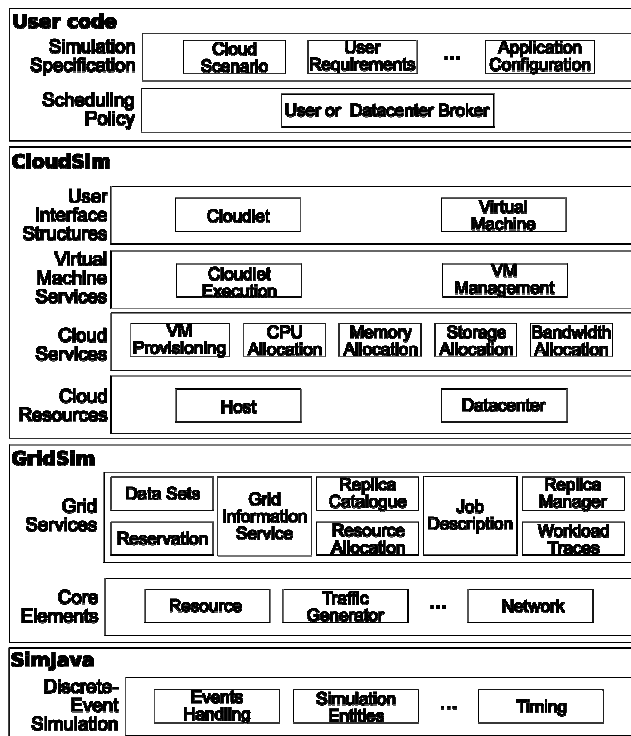 User code
Simulation
Specification
Cloud
Scenario
User
Requirements
...
Application
Configuration
Scheduling
Policy
User or Datacenter Broker
CloudSim
User
Interface
Structures
Cloudlet
Virtual
Machine
Virtual
Machine
Services
Cloudlet
Execution
VM
Management
Cloud
Services
VM
Provisioning
CPU
Allocation
Memory
Allocation
Storage
Allocation
Bandwidth
Allocation
Cloud
Resources
Host
Datacenter
GridSim
Grid
Services
Data Sets
Reservation
Grid
Information
Service
Replica
Catalogue
Resource
Allocation
Job
Description
Replica
Manager
Workload
Traces
Core
Elements
Resource
Traffic
Generator
...
Network
SimJava
Discrete-
Event
Simulation
Events
Handling
Simulation
Entities
...
Timing